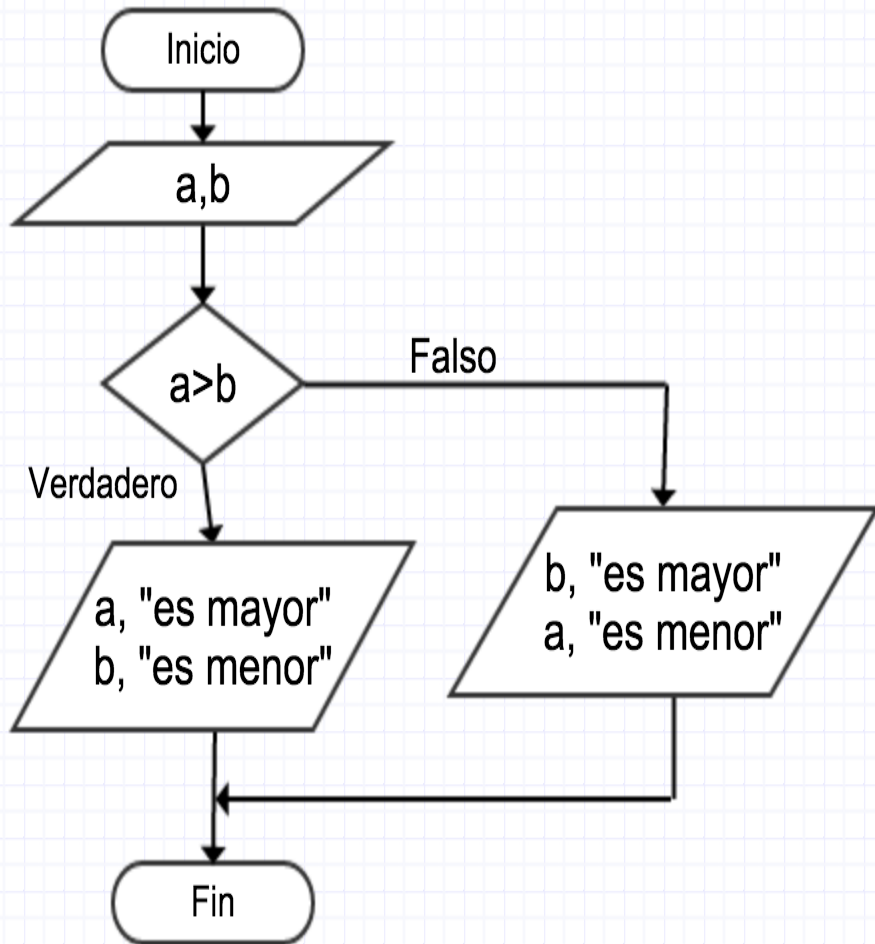 Inicio
a,b
a>b
Falso
Verdadero
a, "es mayor"
b, "es menor"
b, "es mayor"
a, "es menor"
Fin